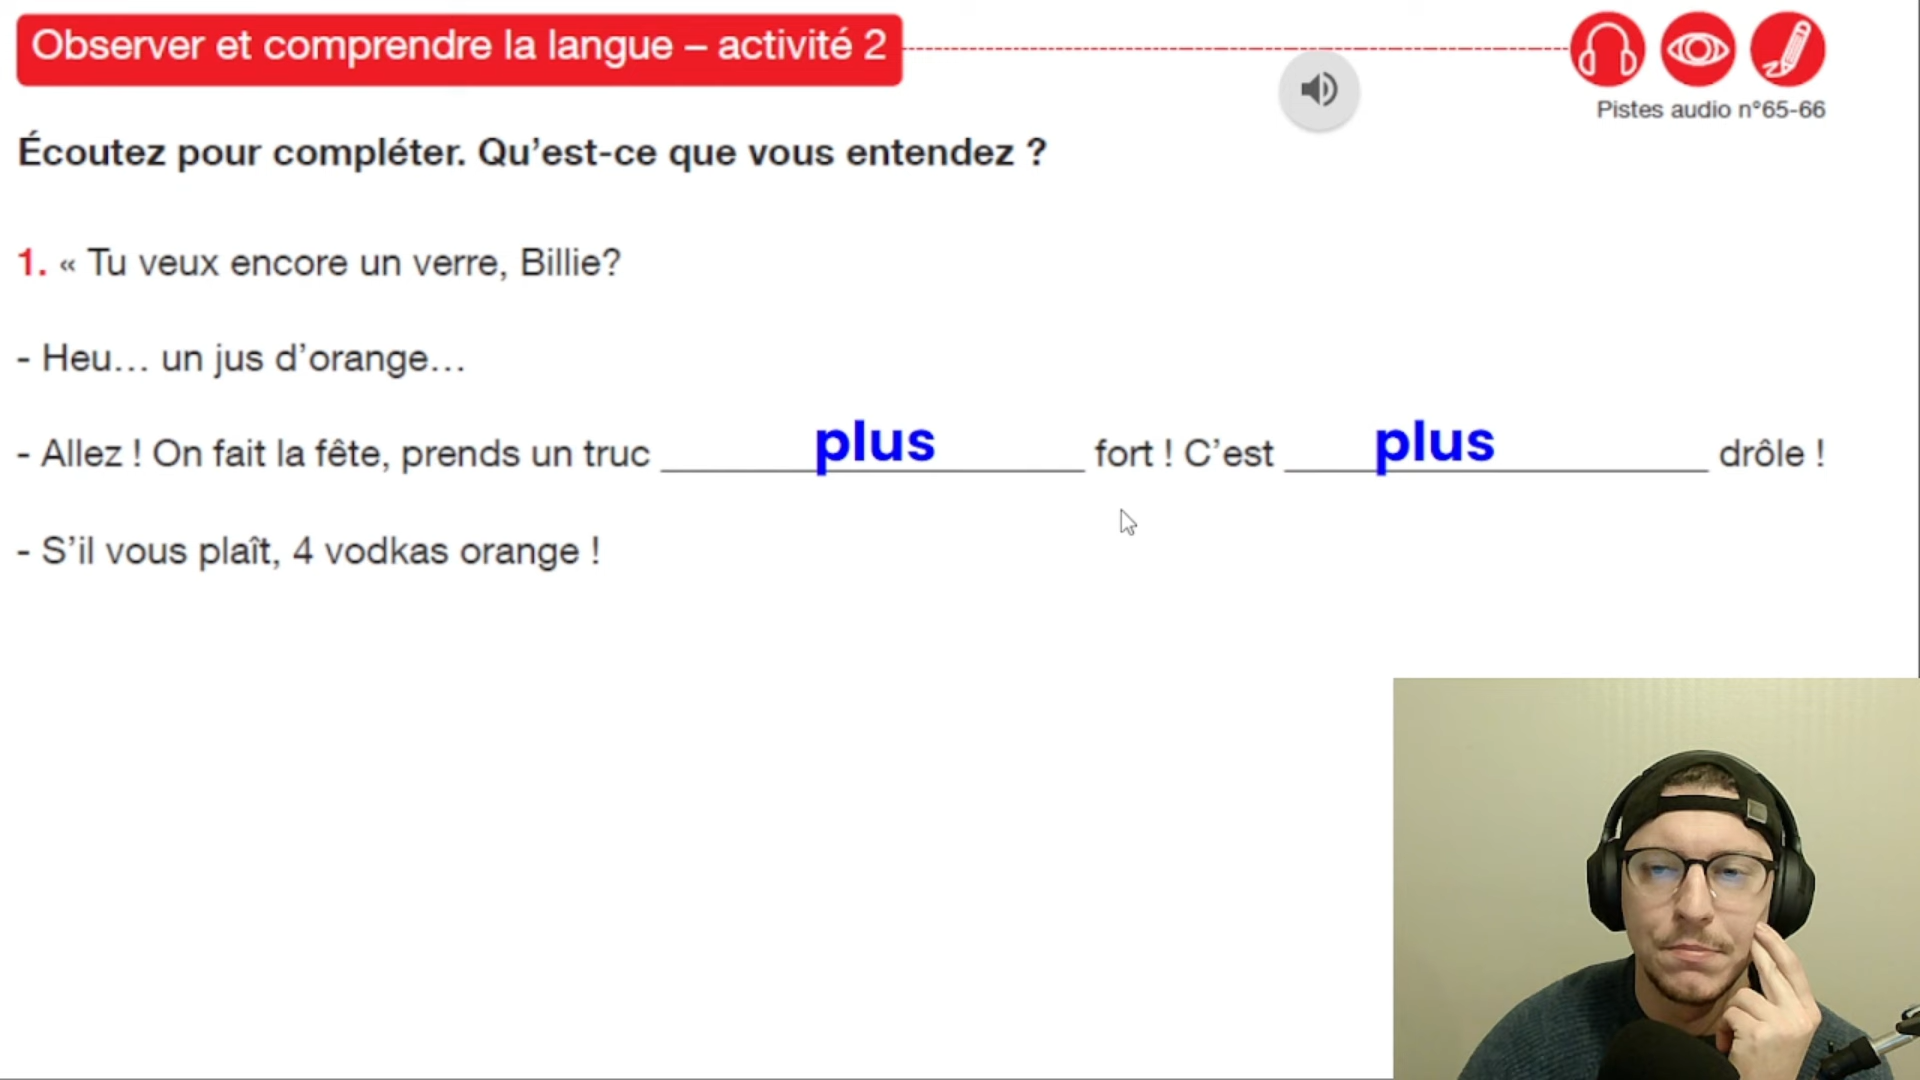 Observer et comprendre la langue – activité 2
Pistes audio n°65-66
Écoutez pour compléter. Qu’est-ce que vous entendez ?
1. « Tu veux encore un verre, Billie?
- Heu… un jus d’orange…
- Allez ! On fait la fête, prends un truc plus fort ! C’est plus drôle !
- S’il vous plaît, 4 vodkas orange !